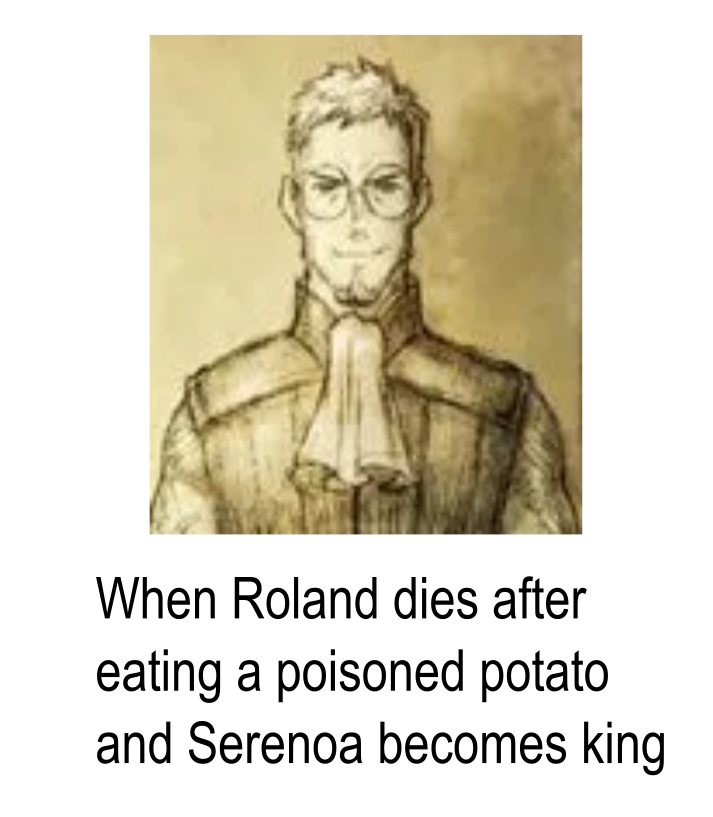 When Roland dies after
eating a poisoned potato
and Serenoa becomes king